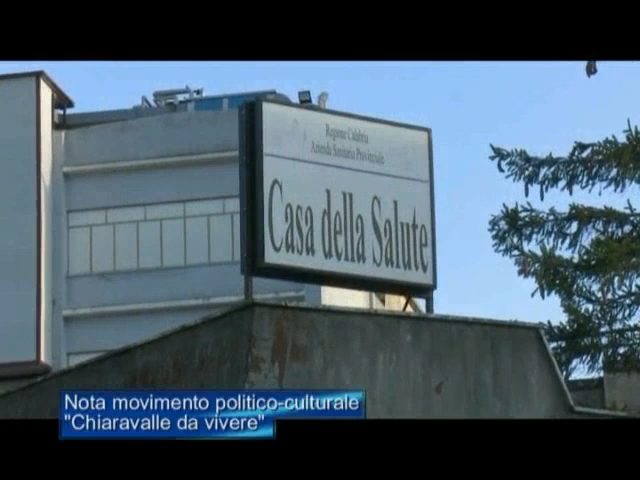 Regione Calabria
Azienda Sanitaria Provinciale
Casa della Salute
Nota movimento politico-culturale
"Chiaravalle da vivere"